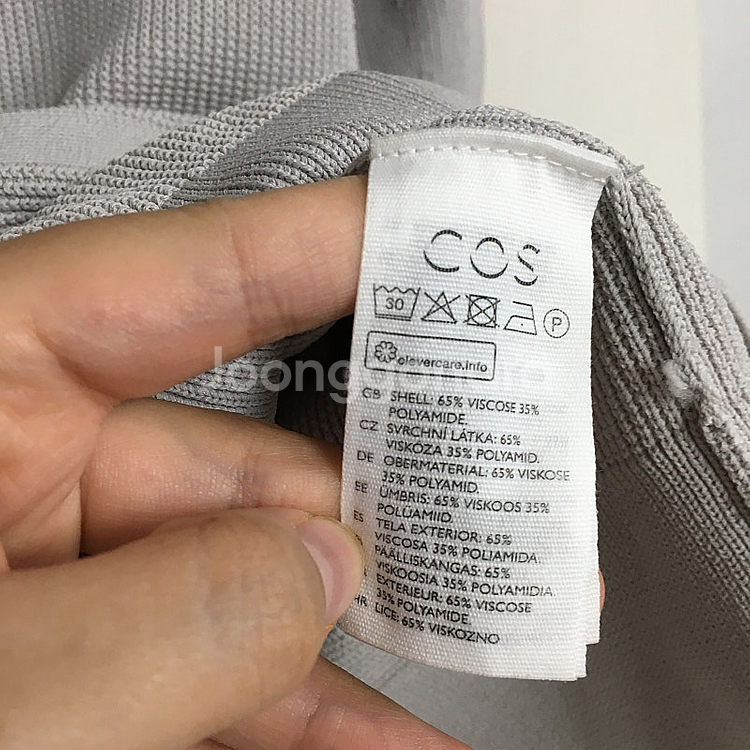 COS
30
P
clevercare.info
GB SHELL: 65% VISCOSE 35%
POLYAMIDE.
CZ SVRCHNÍ LÁTKA: 65%
VISKÓZA 35% POLYAMID.
DE OBERMATERIAL: 65% VISKOSE
35% POLYAMID.
EE ÜMBRIS: 65% VISKOOS 35%
POLÜAMIID.
ES TELA EXTERIOR: 65%
VISCOSA 35% POLIAMIDA.
PÄÄLLISKANGAS: 65%
VISKOOSIA 35% POLYAMIDIA.
EXTÉRIEUR: 65% VISCOSE
35% POLYAMIDE.
HR LICE: 65% VISKOZNO